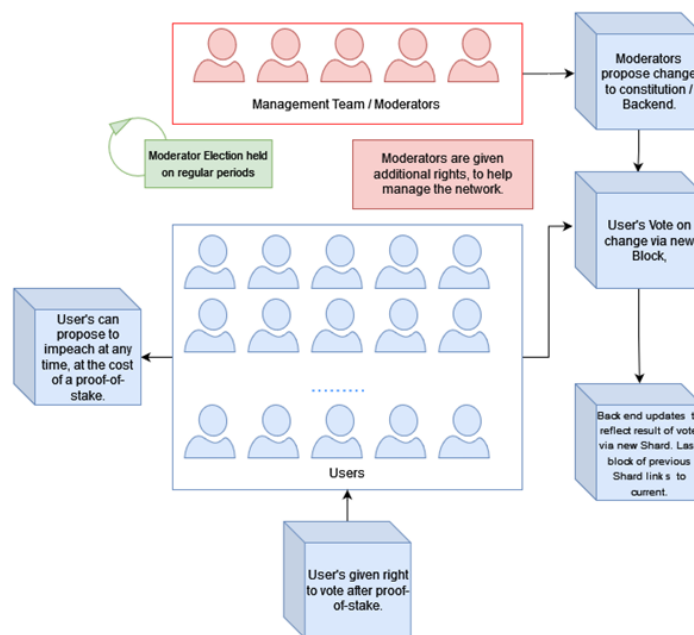 Management Team / Moderators
Moderators
propose change
to constitution /
Backend.
Moderator Election held
on regular periods
Moderators are given
additional rights, to help
manage the network.
User's Vote on
change via new
Block,
User's can
propose to
impeach at any
time, at the cost
of a proof-of-
stake.
.........
Users
Back end updates t
reflect result of vote
via new Shard. Las
block of previous
Shard links to
current.
User's given right
to vote after proof-
of-stake.